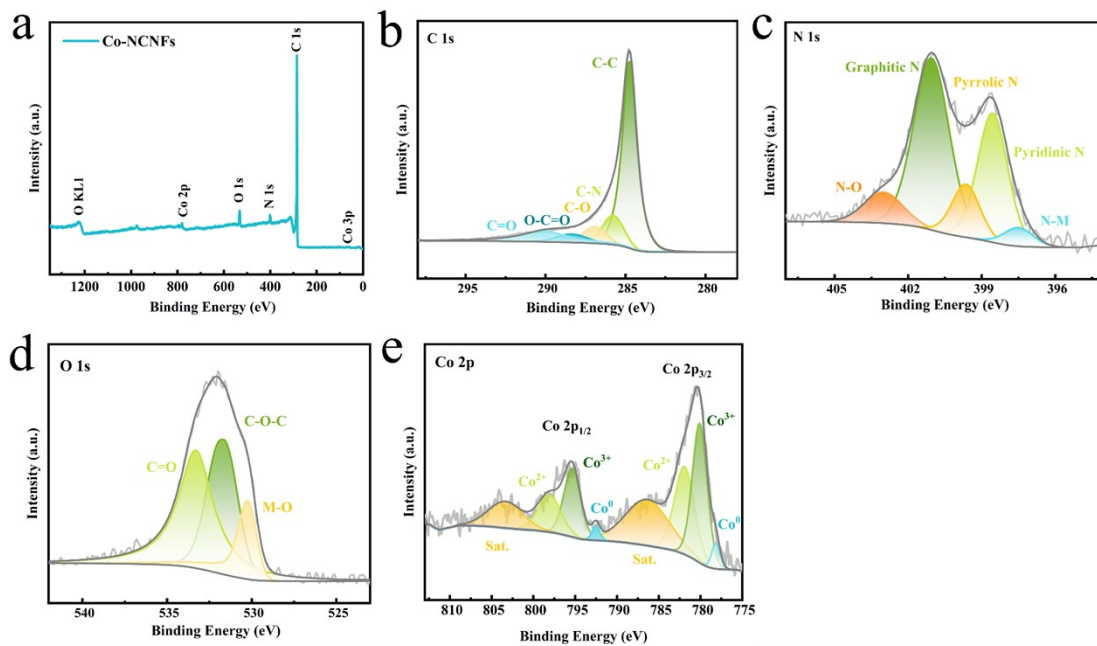 a
Co-NCNFs
C 1s
O KL1
Co 2p
O 1s
N 1s
Co 3p
Intensity (a.u.)
1200 1000 800 600 400 200 0
Binding Energy (eV)
b
C 1s
C-C
C-N
C-O
O-C=O
C=O
Intensity (a.u.)
295 290 285 280
Binding Energy (eV)
c
N 1s
Graphitic N
Pyrrolic N
Pyridinic N
N-O
N-M
Intensity (a.u.)
405 402 399 396
Binding Energy (eV)
d
O 1s
C-O-C
C=O
M-O
Intensity (a.u.)
540 535 530 525
Binding Energy (eV)
e
Co 2p
Co 2p3/2
Co 2p1/2
Co3+
Co2+
Co3+
Co2+
Co0
Co0
Sat.
Sat.
Intensity (a.u.)
810 805 800 795 790 785 780 775
Binding Energy (eV)